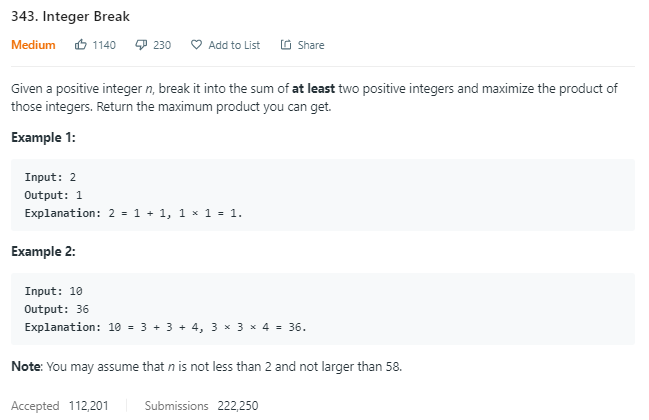 343. Integer Break
Medium 1140 230 Add to List Share
Given a positive integer n, break it into the sum of at least two positive integers and maximize the product of
those integers. Return the maximum product you can get.
Example 1:
Input: 2
Output: 1
Explanation: 2 = 1 + 1, 1 × 1 = 1.
Example 2:
Input: 10
Output: 36
Explanation: 10 = 3 + 3 + 4, 3 × 3 × 4 = 36.
Note: You may assume that n is not less than 2 and not larger than 58.
Accepted 112,201 Submissions 222,250